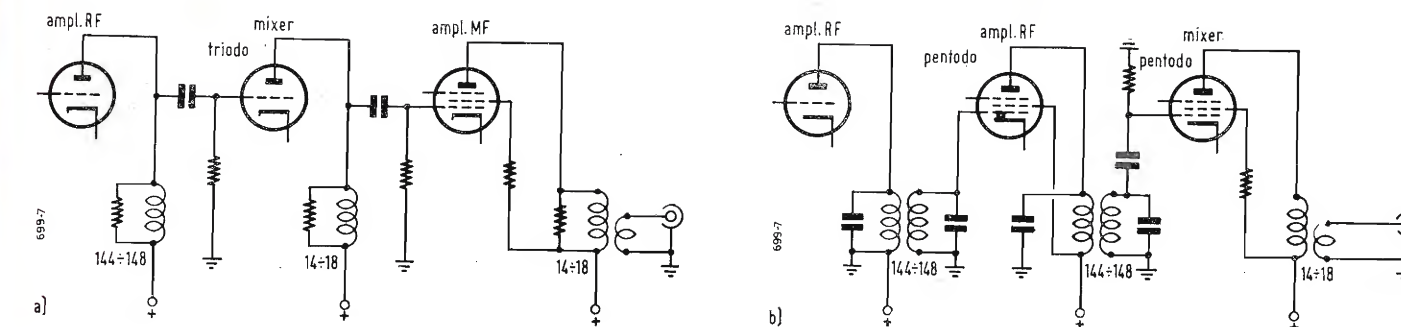 ampl. RF
triodo
mixer
ampl. MF
144÷148
14÷18
14÷18
+
+
+
699-7
a)
ampl. RF
pentodo
ampl. RF
mixer
pentodo
144÷148
144÷148
14÷18
+
+
+
699-7
b)